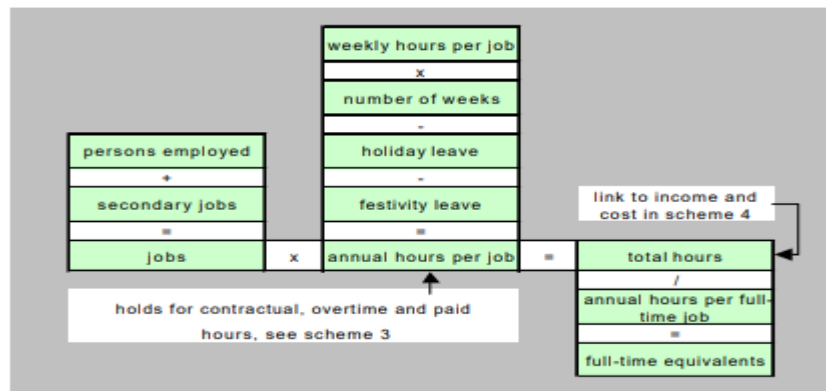 weekly hours per job
x
number of weeks
-
persons employed
holiday leave
+
-
secondary jobs
festivity leave
link to income and
cost in scheme 4
=
=
jobs
x
annual hours per job
=
total hours
/
holds for contractual, overtime and paid
hours, see scheme 3
annual hours per full-
time job
=
full-time equivalents